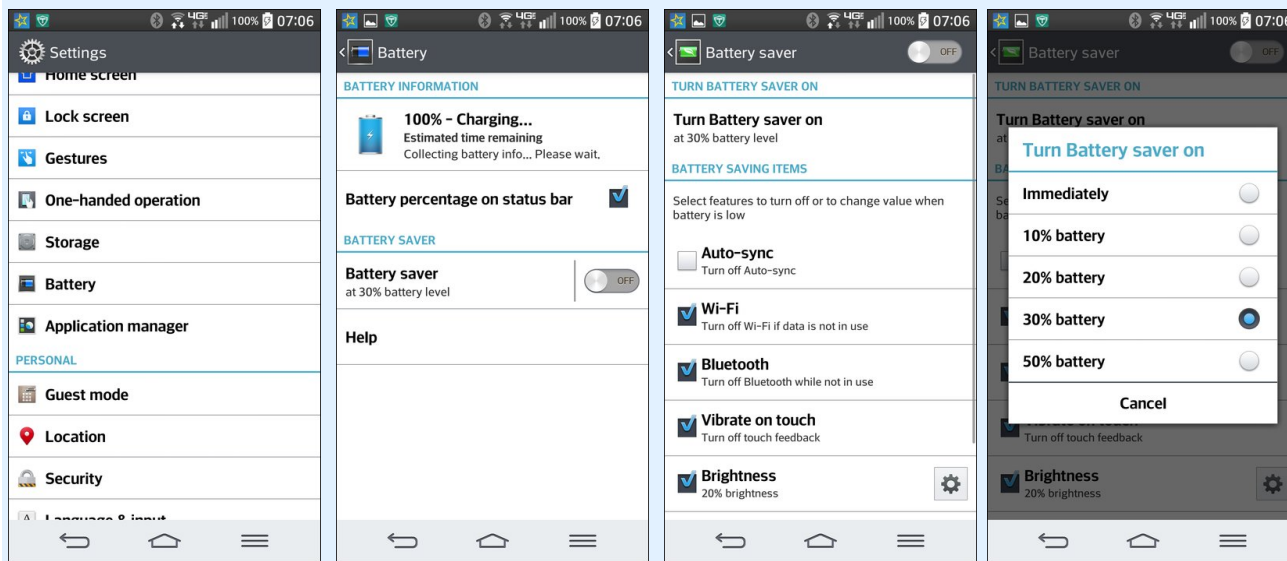 4GE 100% 07:06
Settings
Home screen
Lock screen
Gestures
One-handed operation
Storage
Battery
Application manager
PERSONAL
Guest mode
Location
Security
Language & input
4GE 100% 07:06
Battery
BATTERY INFORMATION
100% - Charging...
Estimated time remaining
Collecting battery info... Please wait.
Battery percentage on status bar
BATTERY SAVER
Battery saver
at 30% battery level
OFF
Help
4GE 100% 07:06
Battery saver OFF
TURN BATTERY SAVER ON
Turn Battery saver on
at 30% battery level
BATTERY SAVING ITEMS
Select features to turn off or to change value when
battery is low
Auto-sync
Turn off Auto-sync
Wi-Fi
Turn off Wi-Fi if data is not in use
Bluetooth
Turn off Bluetooth while not in use
Vibrate on touch
Turn off touch feedback
Brightness
20% brightness
4GE 100% 07:06
Battery saver OFF
TURN BATTERY SAVER ON
Turn Battery saver on
at
Turn Battery saver on
Immediately
10% battery
20% battery
30% battery
50% battery
Cancel
Turn off touch feedback
Brightness
20% brightness